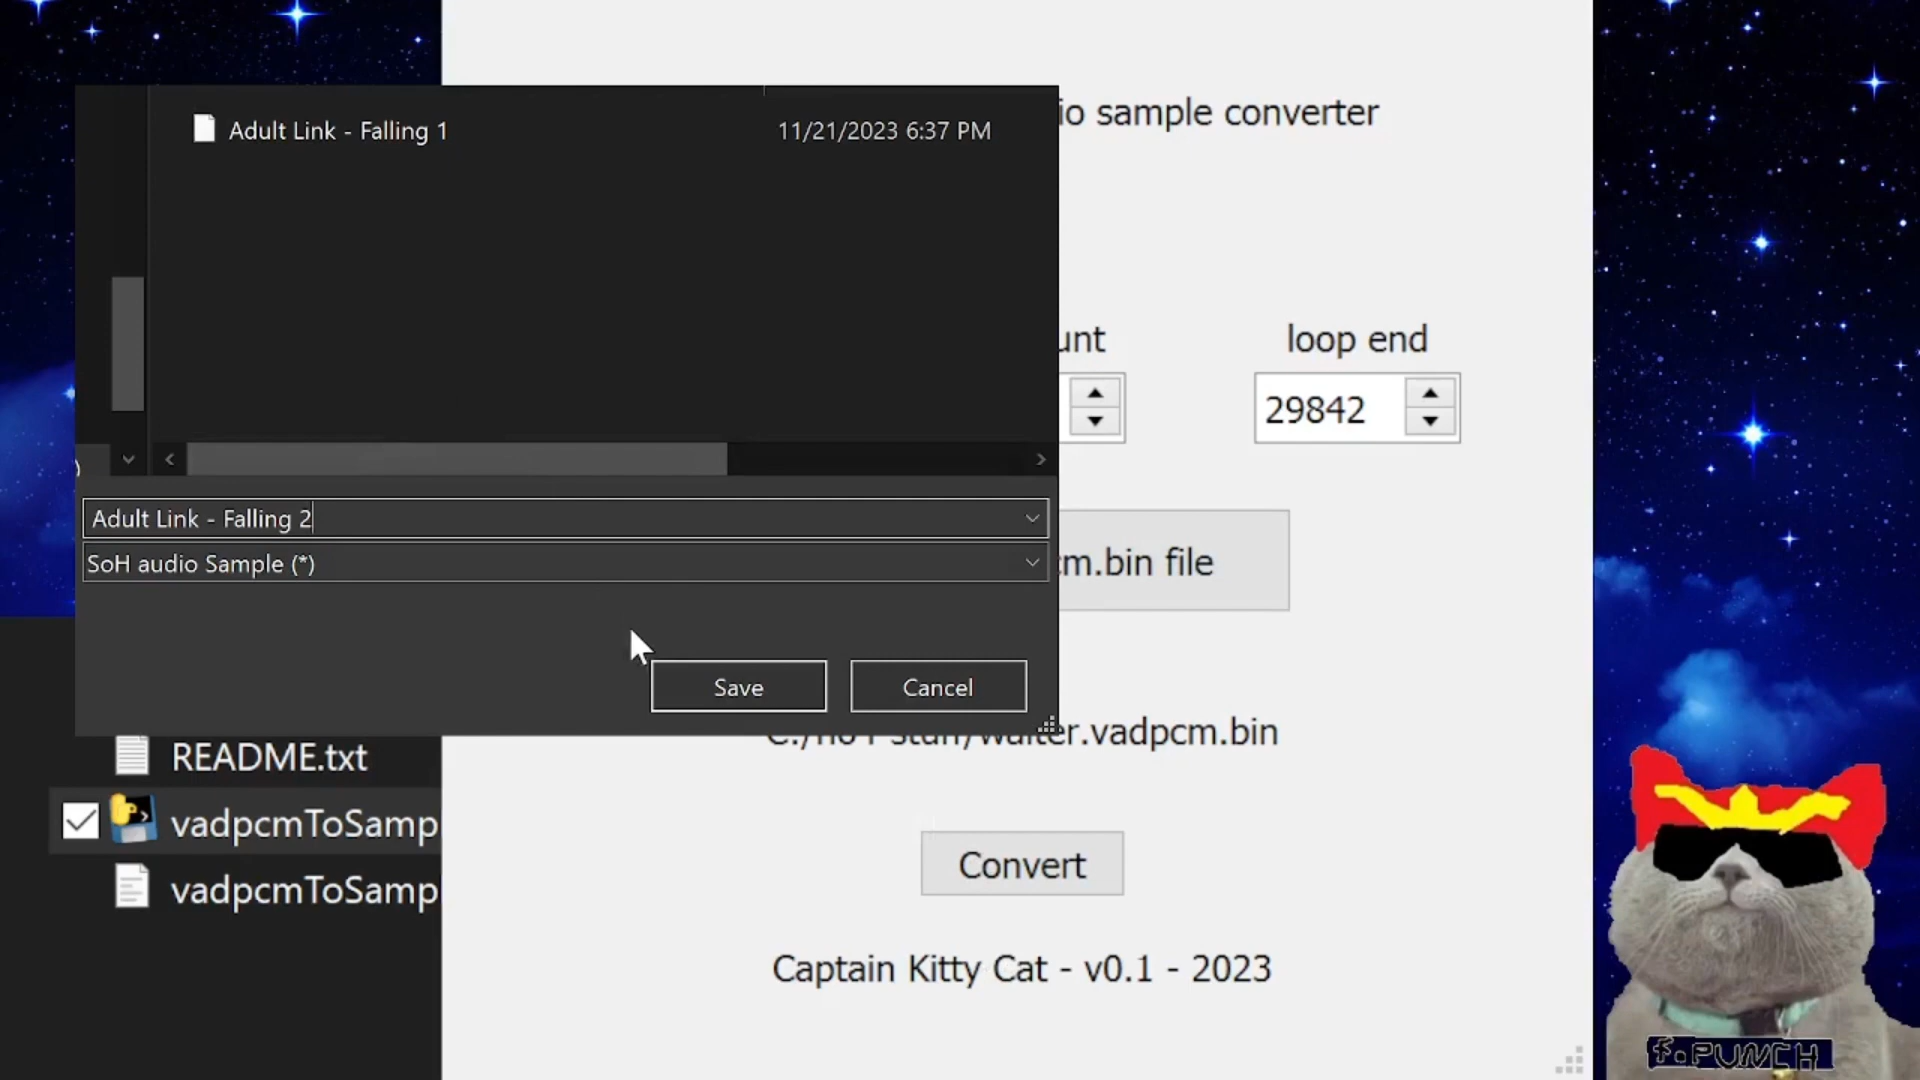 io sample converter
Adult Link - Falling 1
11/21/2023 6:37 PM
unt
loop end
29842
Adult Link - Falling 2
SoH audio Sample (*)
m.bin file
Save
Cancel
walter.vadpcm.bin
README.txt
vadpcmToSamp
Convert
vadpcmToSamp
Captain Kitty Cat - v0.1 - 2023
f.PUNCH